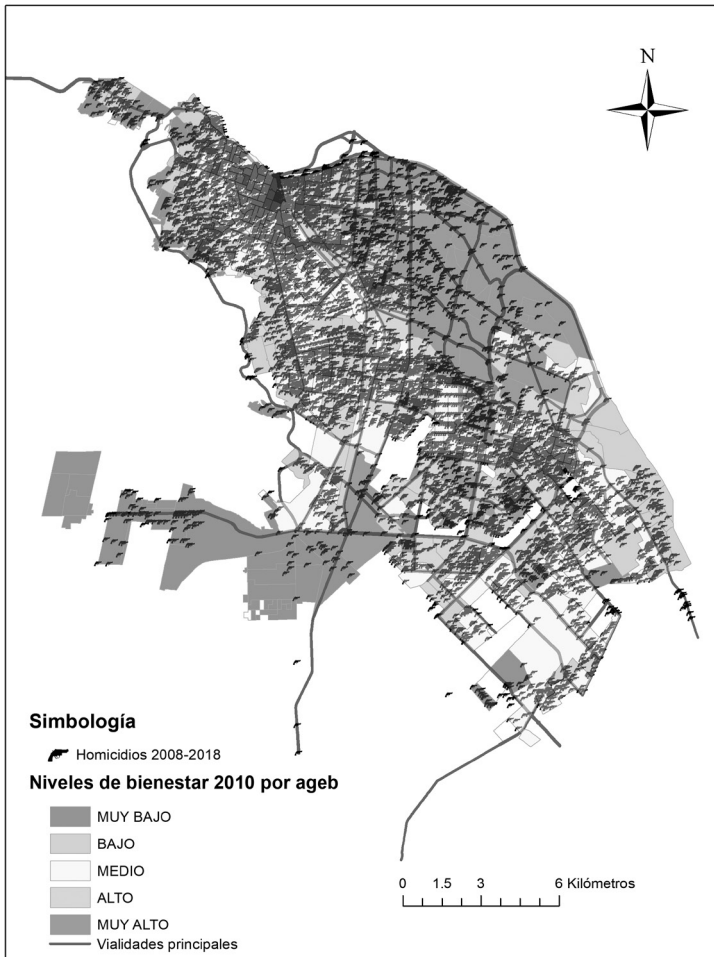 N
Simbología
Homicidios 2008-2018
Niveles de bienestar 2010 por ageb
MUY BAJO
BAJO
MEDIO
ALTO
MUY ALTO
Vialidades principales
0 1.5 3 6 Kilómetros